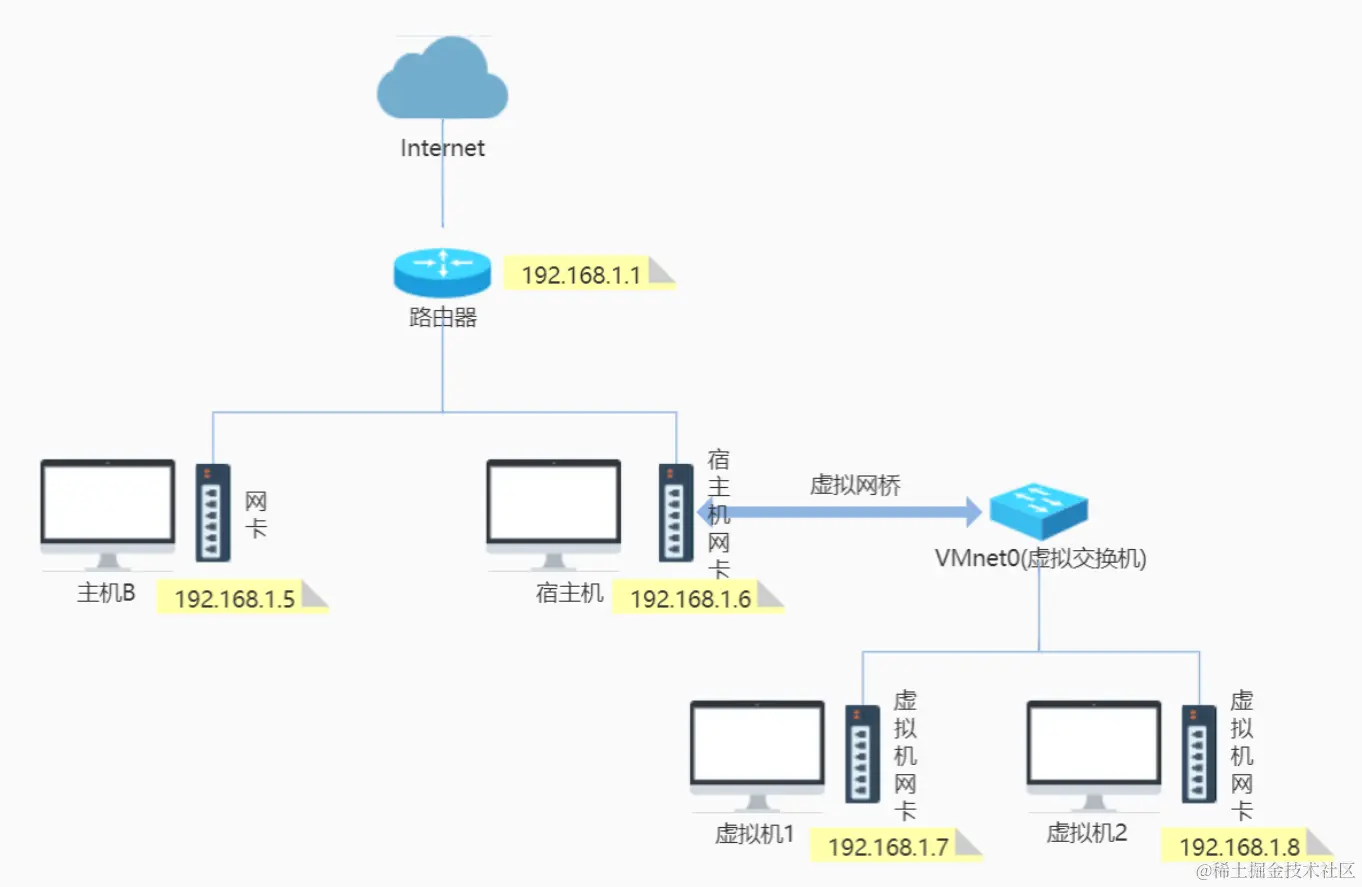 Internet
192.168.1.1
路由器
网卡
宿主机网卡
虚拟网桥
VMnet0(虚拟交换机)
主机B
192.168.1.5
宿主机
192.168.1.6
虚拟机网卡
虚拟机网卡
虚拟机1
192.168.1.7
虚拟机2
192.168.1.8
@稀土掘金技术社区